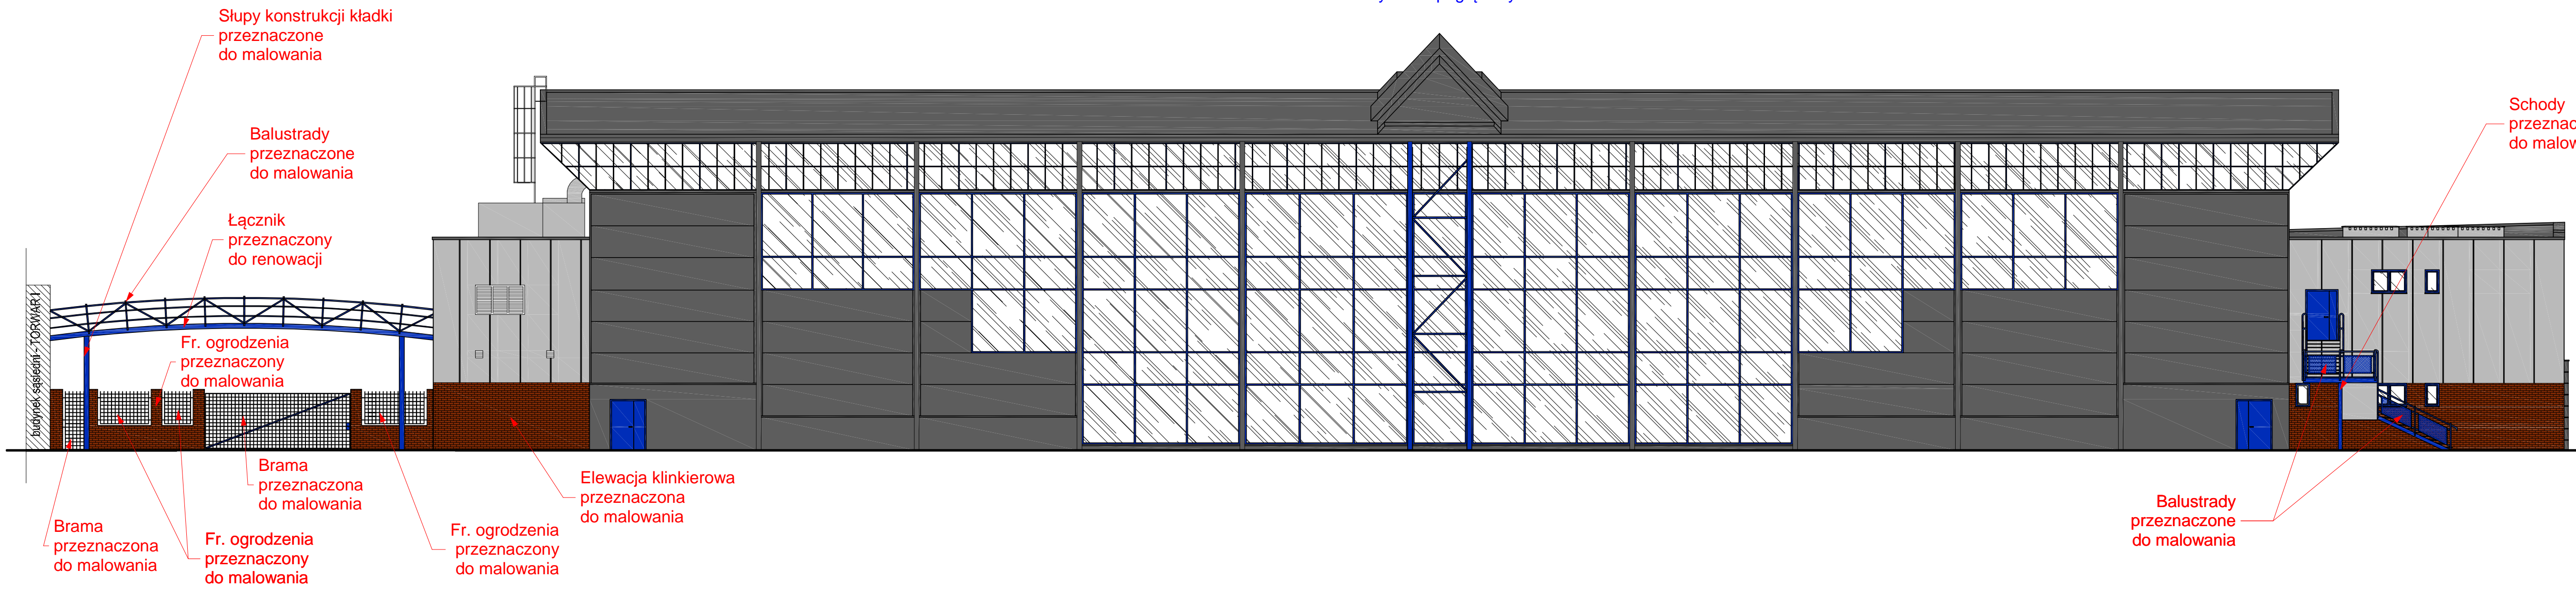 Słupy konstrukcji kładki
przeznaczone
do malowania
Balustrady
przeznaczone
do malowania
Łącznik
przeznaczony
do renowacji
budynek sąsiedni - TORWAR I
Fr. ogrodzenia
przeznaczony
do malowania
Brama
przeznaczona
do malowania
Fr. ogrodzenia
przeznaczony
do malowania
Brama
przeznaczona
do malowania
Fr. ogrodzenia
przeznaczony
do malowania
Elewacja klinkierowa
przeznaczona
do malowania
Schody
Balustrady
przeznaczone
do malowania